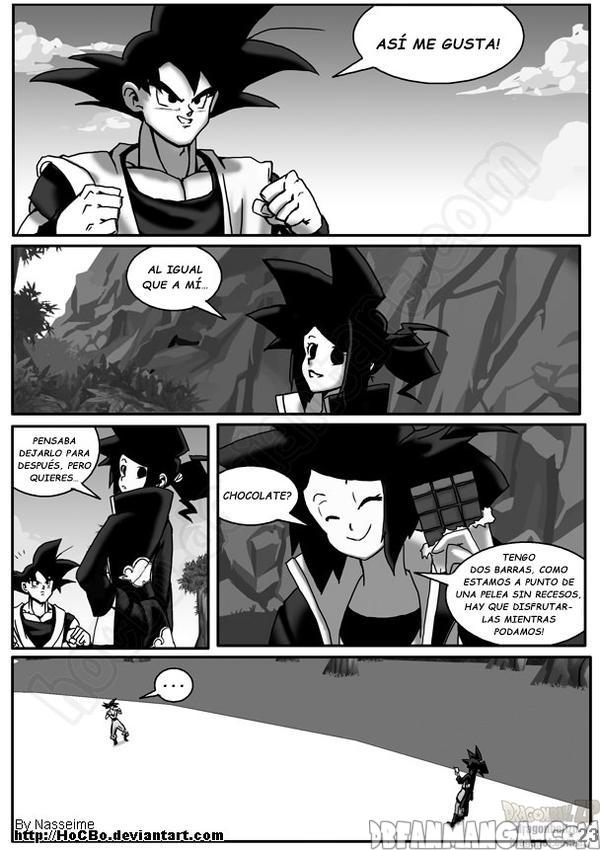 ASÍ ME GUSTA!
AL IGUAL
QUE A MÍ...
PENSABA
DEJARLO PARA
DESPUÉS, PERO
QUIERES...
CHOCOLATE?
TENGO
DOS BARRAS, COMO
ESTAMOS A PUNTO DE
UNA PELEA SIN RECESOS,
HAY QUE DISFRUTAR-
LAS MIENTRAS
PODAMOS!
...
By Nasseime
http://HoCBo.deviantart.com
DREAMMANGA.COM
23